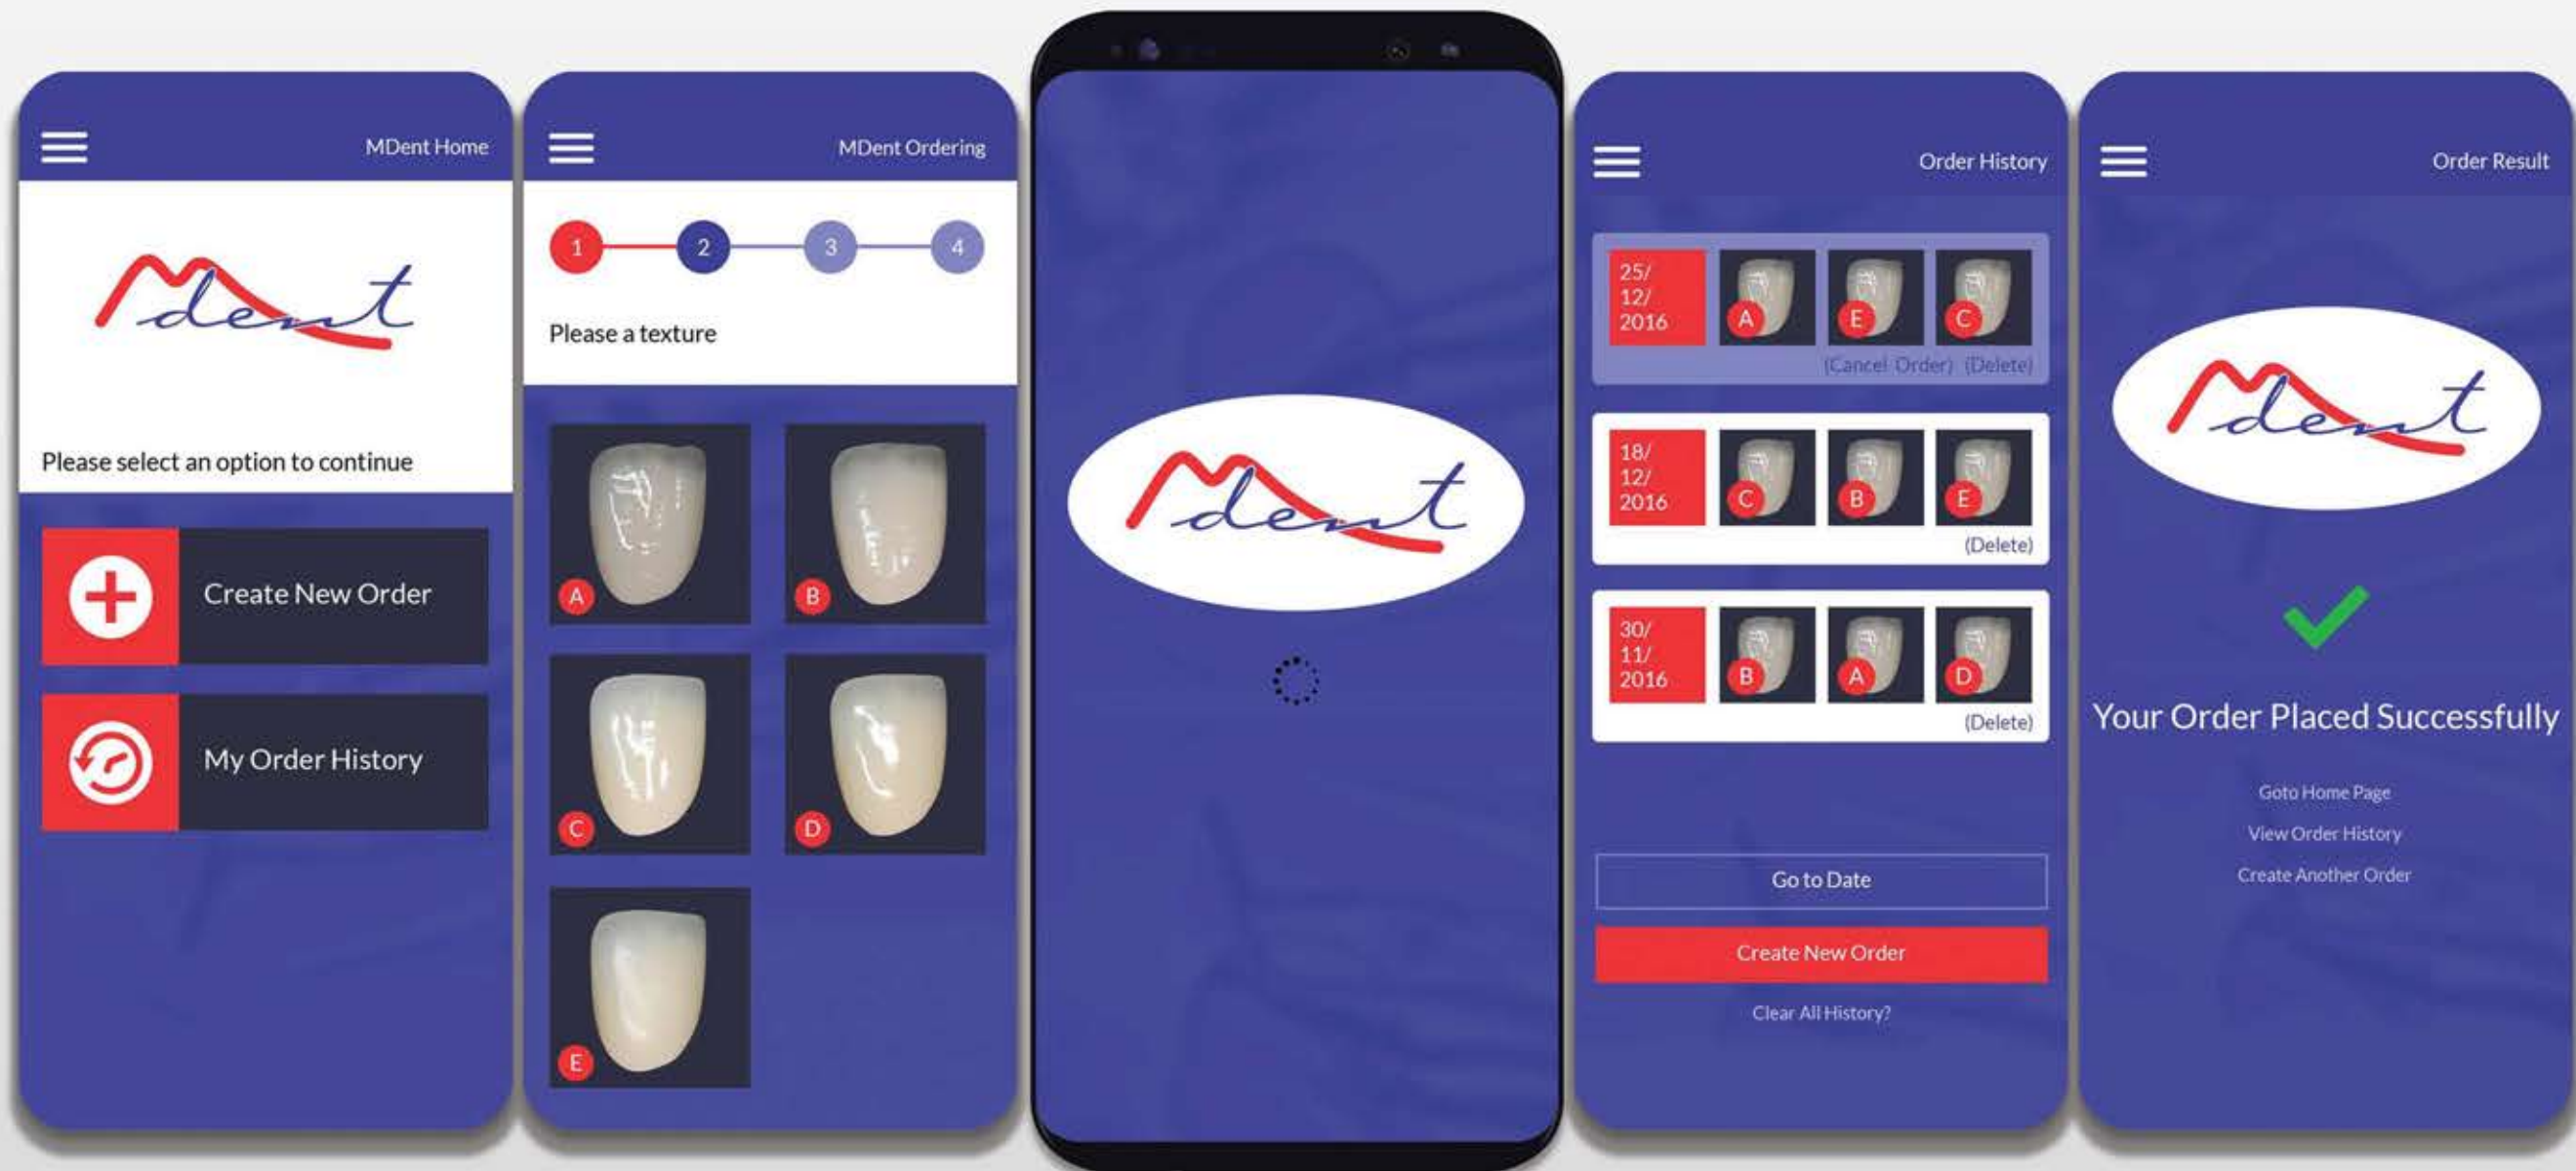 MDent Home
Mdent
Please select an option to continue
Create New Order
My Order History
MDent Ordering
1 2 3 4
Please a texture
A B
C D
E
Mdent
Order History
25/
12/
2016
A E C
(Cancel Order) (Delete)
18/
12/
2016
C B E
(Delete)
30/
11/
2016
B A D
(Delete)
Go to Date
Create New Order
Clear All History?
Order Result
Mdent
Your Order Placed Successfully
Goto Home Page
View Order History
Create Another Order